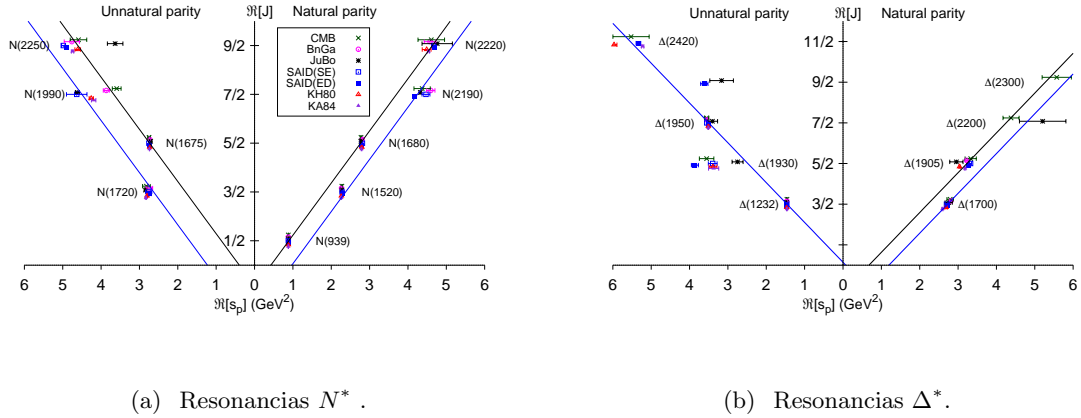 Unnatural parity ℜ[J] Natural parity
9/2
7/2
5/2
3/2
1/2
N(2250)
N(1990)
N(1675)
N(1720)
N(2220)
N(2190)
N(1680)
N(1520)
N(939)
CMB
BnGa
JuBo
SAID(SE)
SAID(ED)
KH80
KA84
6 5 4 3 2 1 0 1 2 3 4 5 6
ℜ[sp] (GeV2)
(a) Resonancias N* .
Unnatural parity ℜ[J] Natural parity
11/2
9/2
7/2
5/2
3/2
Δ(2420)
Δ(1950)
Δ(1930)
Δ(1232)
Δ(2300)
Δ(2200)
Δ(1905)
Δ(1700)
6 5 4 3 2 1 0 1 2 3 4 5 6
ℜ[sp] (GeV2)
(b) Resonancias Δ*.